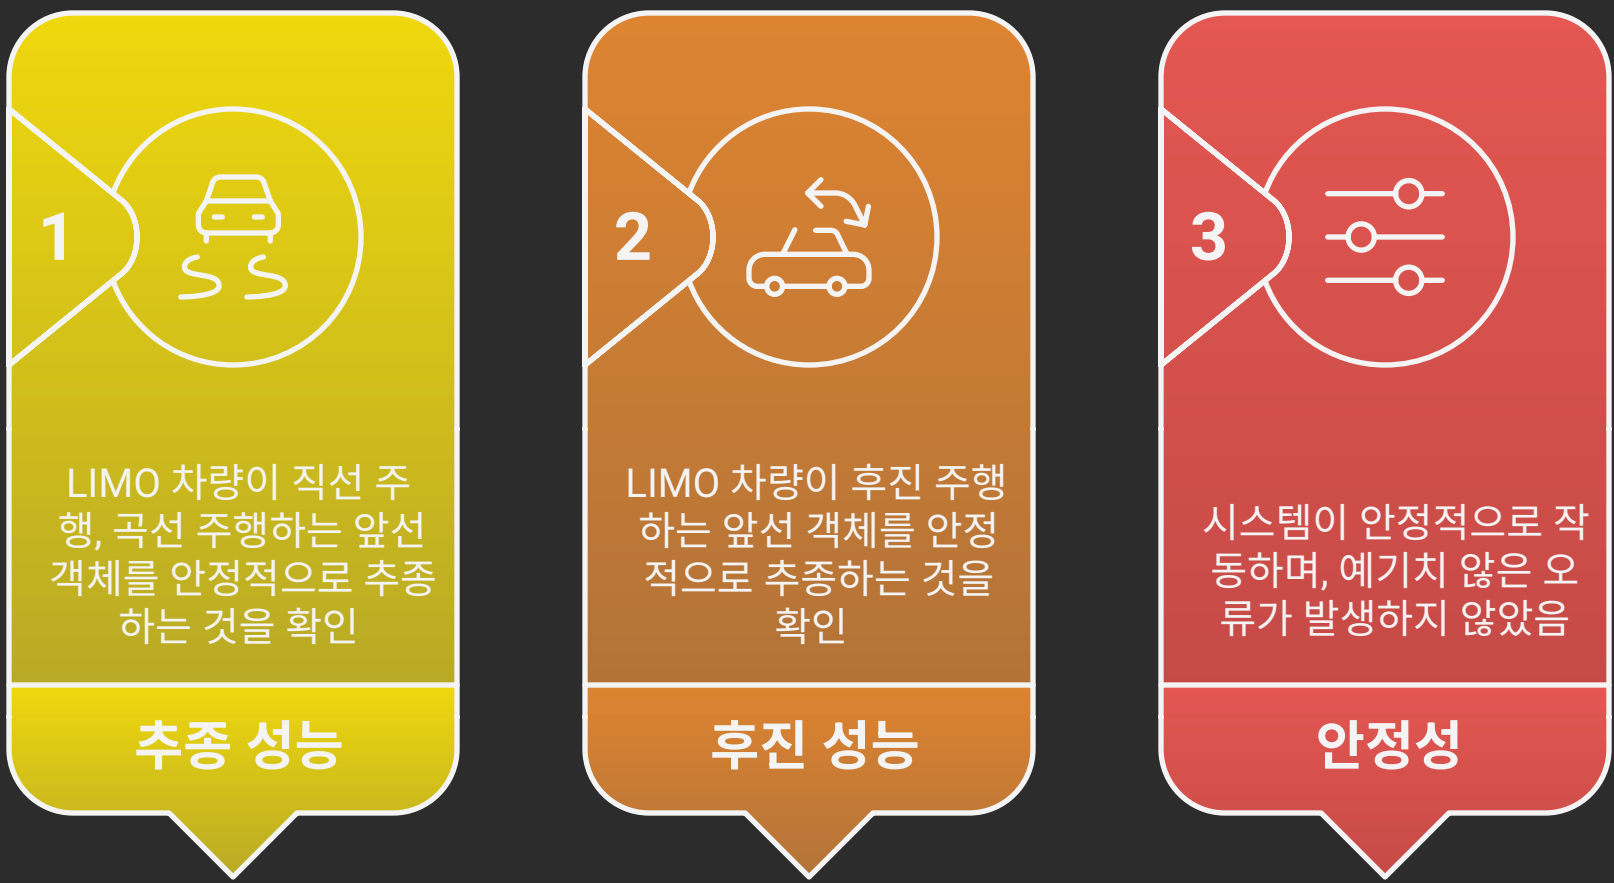 1
LIMO 차량이 직선 주
행, 곡선 주행하는 앞선
객체를 안정적으로 추종
하는 것을 확인
추종 성능
2
LIMO 차량이 후진 주행
하는 앞선 객체를 안정
적으로 추종하는 것을
확인
후진 성능
3
시스템이 안정적으로 작
동하며, 예기치 않은 오
류가 발생하지 않았음
안정성